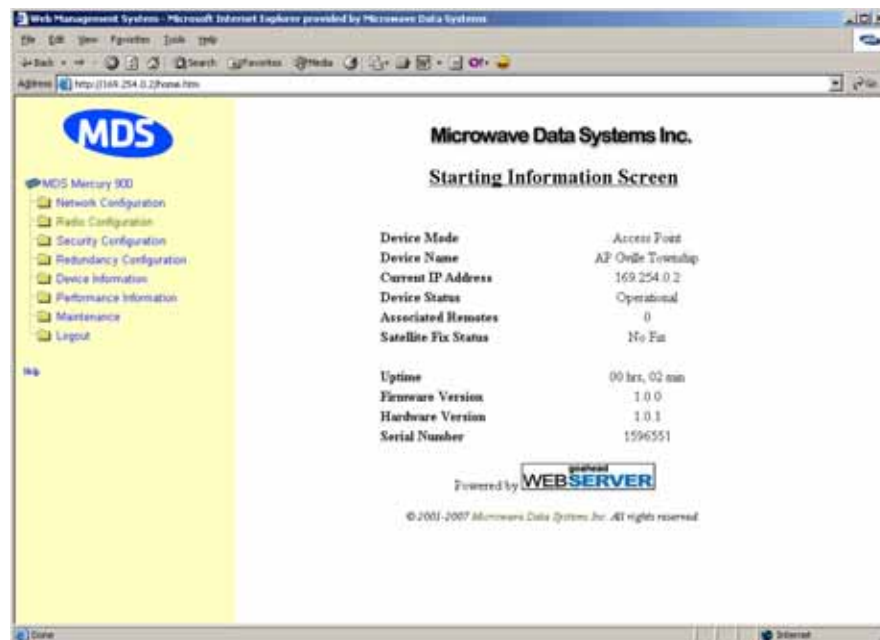 Web Management System - Microsoft Internet Explorer provided by Microwave Data Systems
File Edit View Favorites Tools Help
Back Search Favorites Media
Address http://169.254.0.2/home.htm Go
MDS
MDS Mercury 900
Network Configuration
Radio Configuration
Security Configuration
Redundancy Configuration
Device Information
Performance Information
Maintenance
Logout
Help
Microwave Data Systems Inc.
Starting Information Screen
Device Mode Access Point
Device Name AP Oville Township
Current IP Address 169.254.0.2
Device Status Operational
Associated Remotes 0
Satellite Fix Status No Fix
Uptime 00 hrs, 02 min
Firmware Version 1.0.0
Hardware Version 1.0.1
Serial Number 1596551
Powered by goahead WEBSERVER
© 2001-2007 Microwave Data Systems Inc. All rights reserved
Done Internet